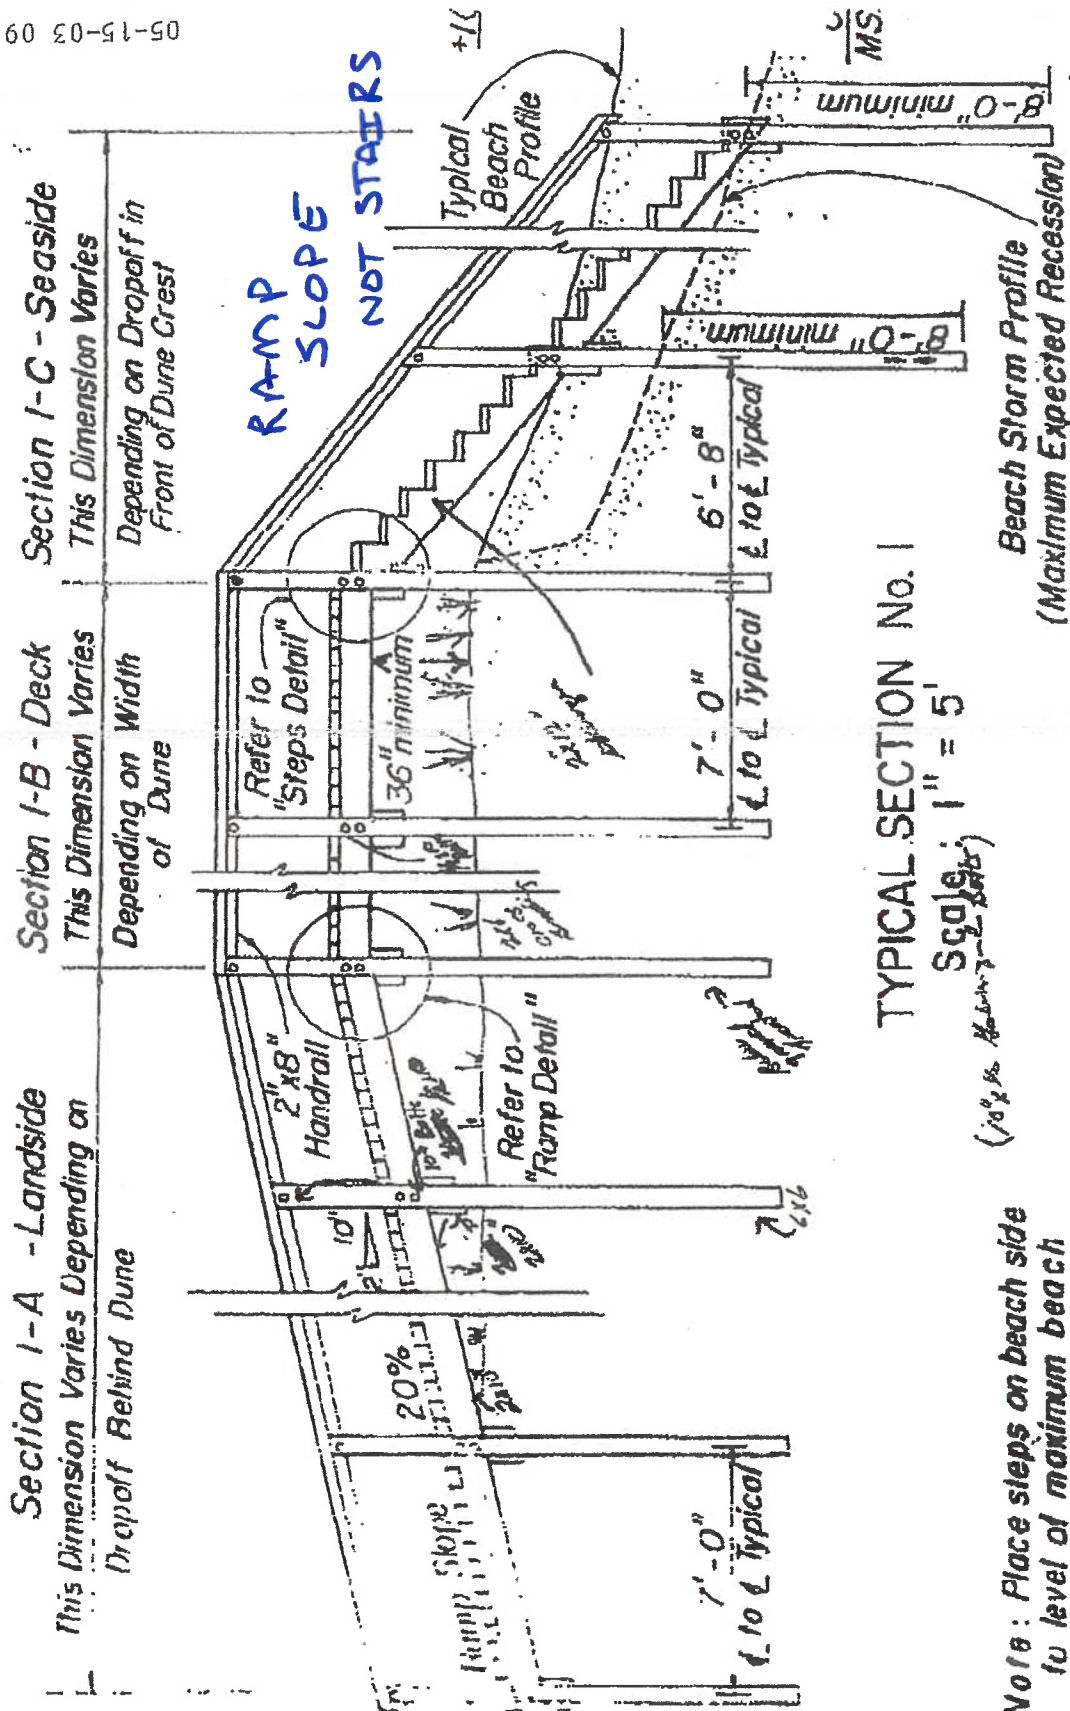 05-15-03 09
Section 1-A - Landside
This Dimension Varies Depending on
Dropoff Behind Dune
Section 1-B - Deck
This Dimension Varies
Depending on Width
of Dune
Section 1-C - Seaside
This Dimension Varies
Depending on Dropoff in
Front of Dune Crest
RAMP
SLOPE
NOT STAIRS
Typical
Beach
Profile
2"x8"
Handrail
Refer to
"Steps Detail"
36" minimum
10"
2'
20%
Ramp Slope
Refer to
"Ramp Detail"
6x6
8'-0"
minimum
8'-0"
minimum
7'-0"
℄ to ℄ Typical
7'-0"
℄ to ℄ Typical
6'-8"
℄ to ℄ Typical
MS
TYPICAL SECTION No. 1
Scale: 1" = 5'
Beach Storm Profile
(Maximum Expected Recession)
Note: Place steps on beach side
to level of maximum beach